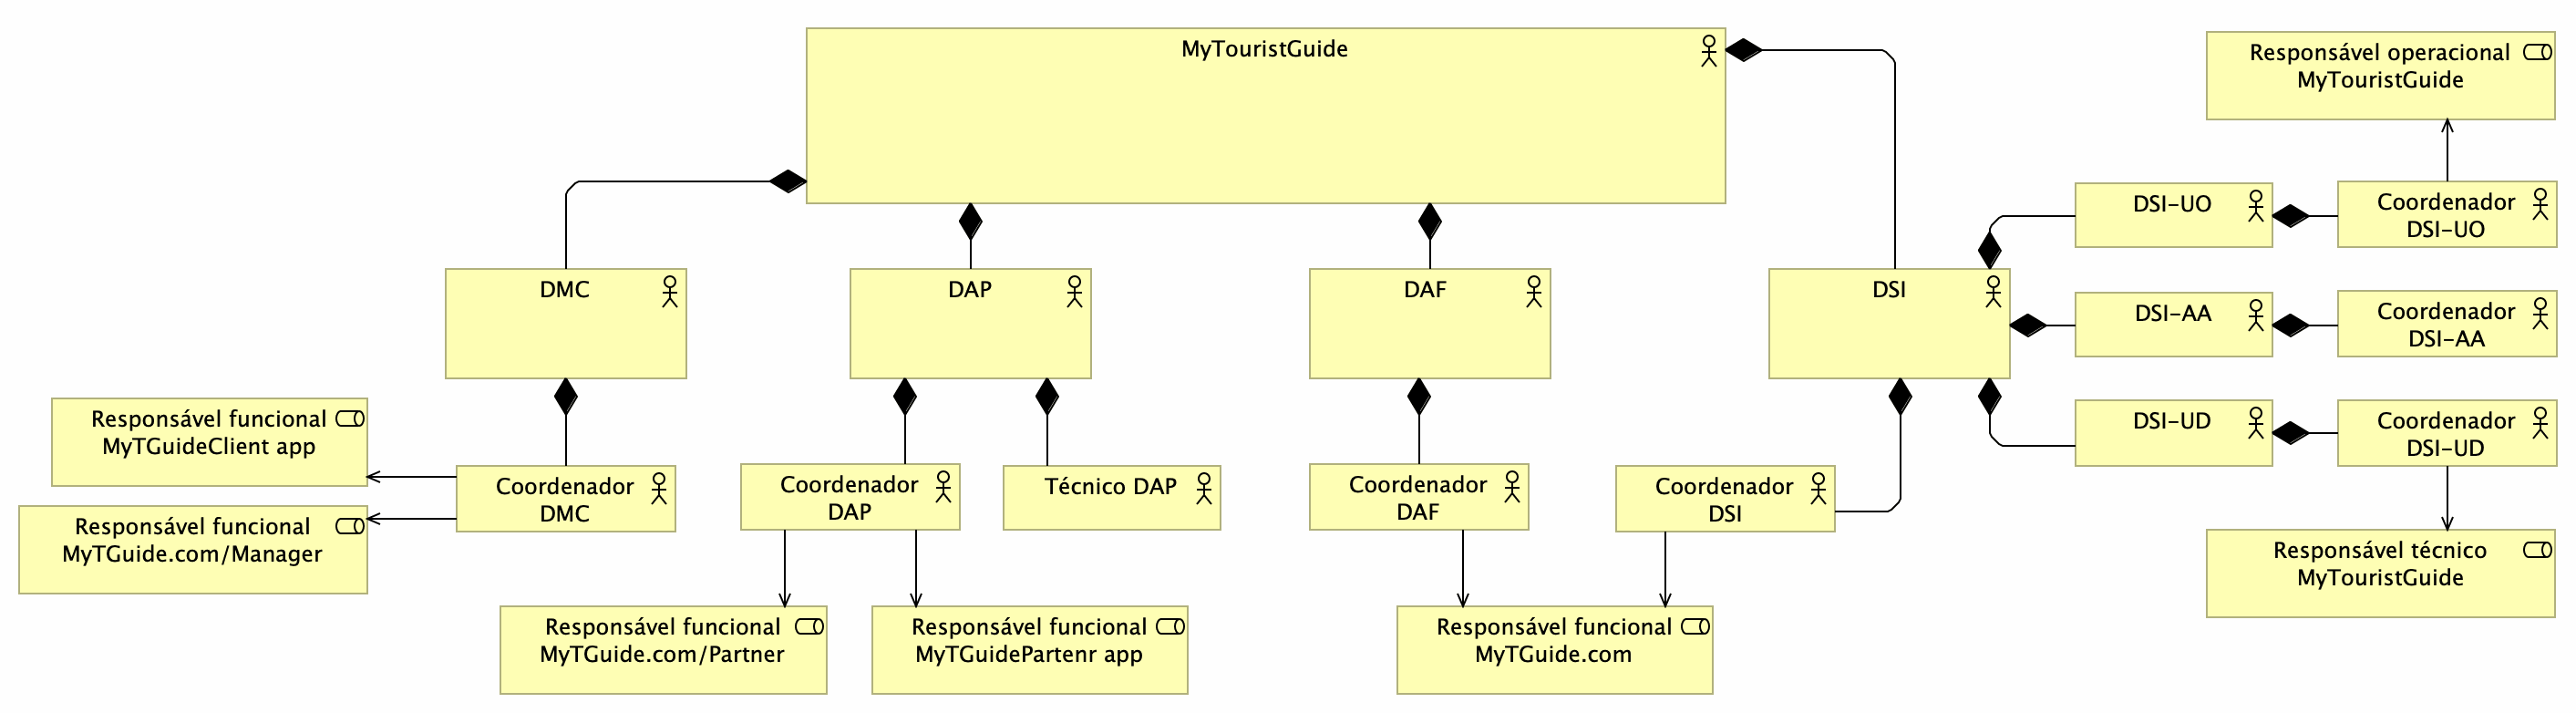 MyTouristGuide
Responsável operacional
MyTouristGuide
DSI-UO
Coordenador
DSI-UO
DMC
DAP
DAF
DSI
DSI-AA
Coordenador
DSI-AA
Responsável funcional
MyTGuideClient app
DSI-UD
Coordenador
DSI-UD
Coordenador
DMC
Coordenador
DAP
Técnico DAP
Coordenador
DAF
Coordenador
DSI
Responsável funcional
MyTGuide.com/Manager
Responsável técnico
MyTouristGuide
Responsável funcional
MyTGuide.com/Partner
Responsável funcional
MyTGuidePartenr app
Responsável funcional
MyTGuide.com